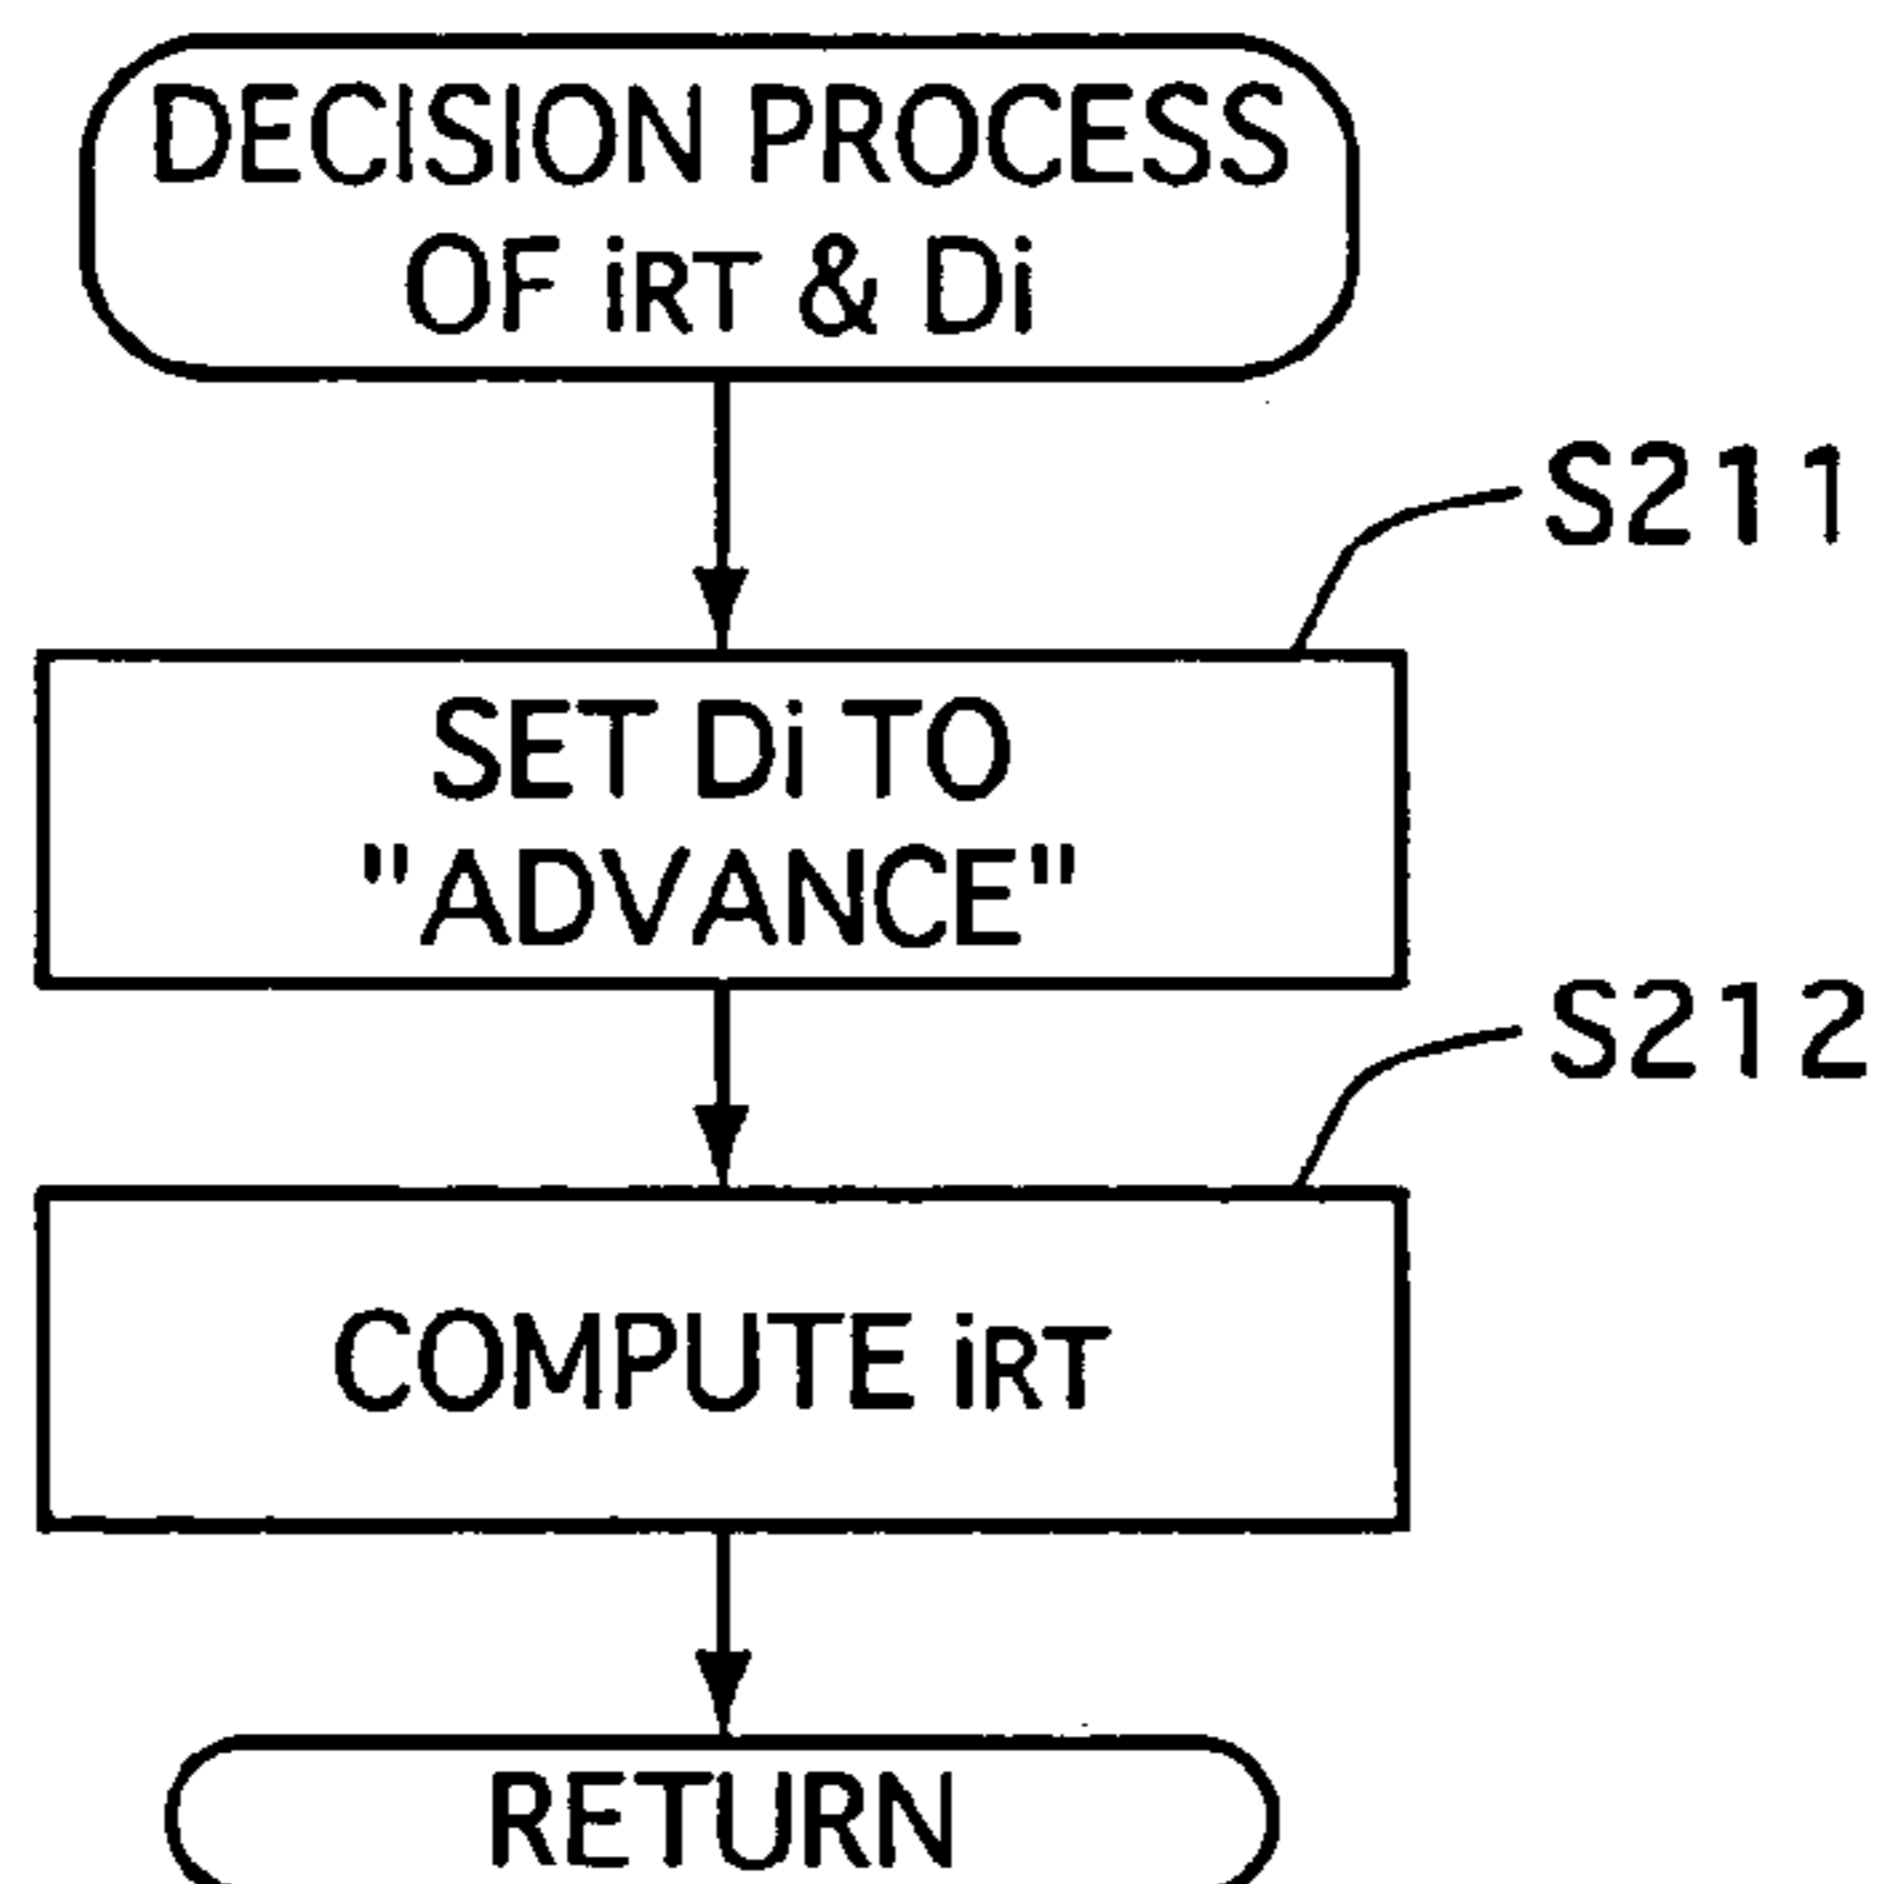 DECISION PROCESS
OF iRT & Di
S211
SET Di TO
"ADVANCE"
S212
COMPUTE iRT
RETURN